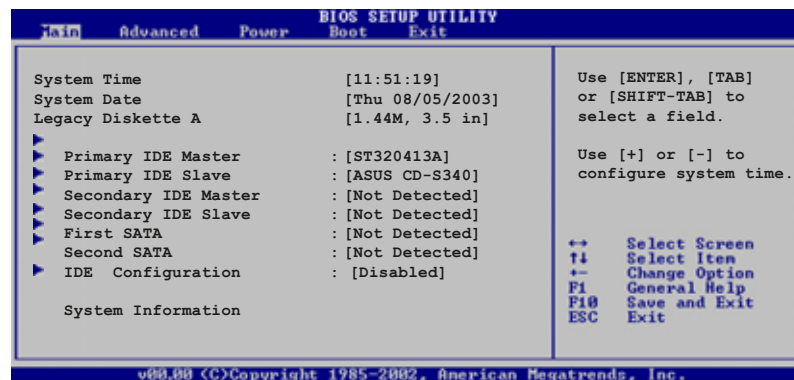 BIOS SETUP UTILITY
Main Advanced Power Boot Exit
System Time [11:51:19]
System Date [Thu 08/05/2003]
Legacy Diskette A [1.44M, 3.5 in]
Primary IDE Master : [ST320413A]
Primary IDE Slave : [ASUS CD-S340]
Secondary IDE Master : [Not Detected]
Secondary IDE Slave : [Not Detected]
First SATA : [Not Detected]
Second SATA : [Not Detected]
IDE Configuration : [Disabled]
System Information
Use [ENTER], [TAB]
or [SHIFT-TAB] to
select a field.
Use [+] or [-] to
configure system time.
↔ Select Screen
↑↓ Select Item
+- Change Option
F1 General Help
F10 Save and Exit
ESC Exit
v00.00 (C)Copyright 1985-2002, American Megatrends, Inc.